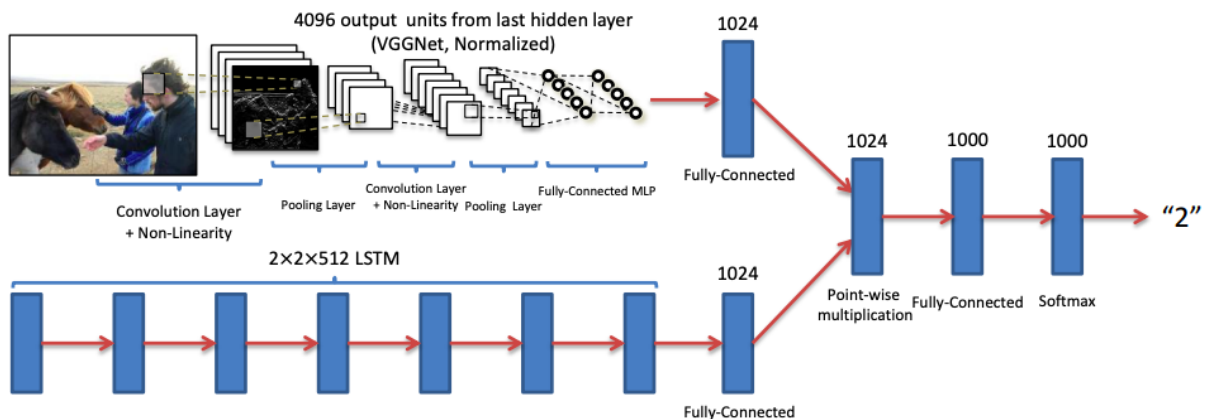 4096 output units from last hidden layer
(VGGNet, Normalized)
1024
Fully-Connected
Convolution Layer
+ Non-Linearity
Pooling Layer
Convolution Layer
+ Non-Linearity
Pooling Layer
Fully-Connected MLP
2×2×512 LSTM
1024
Fully-Connected
1024
Point-wise
multiplication
1000
Fully-Connected
1000
Softmax
“2”